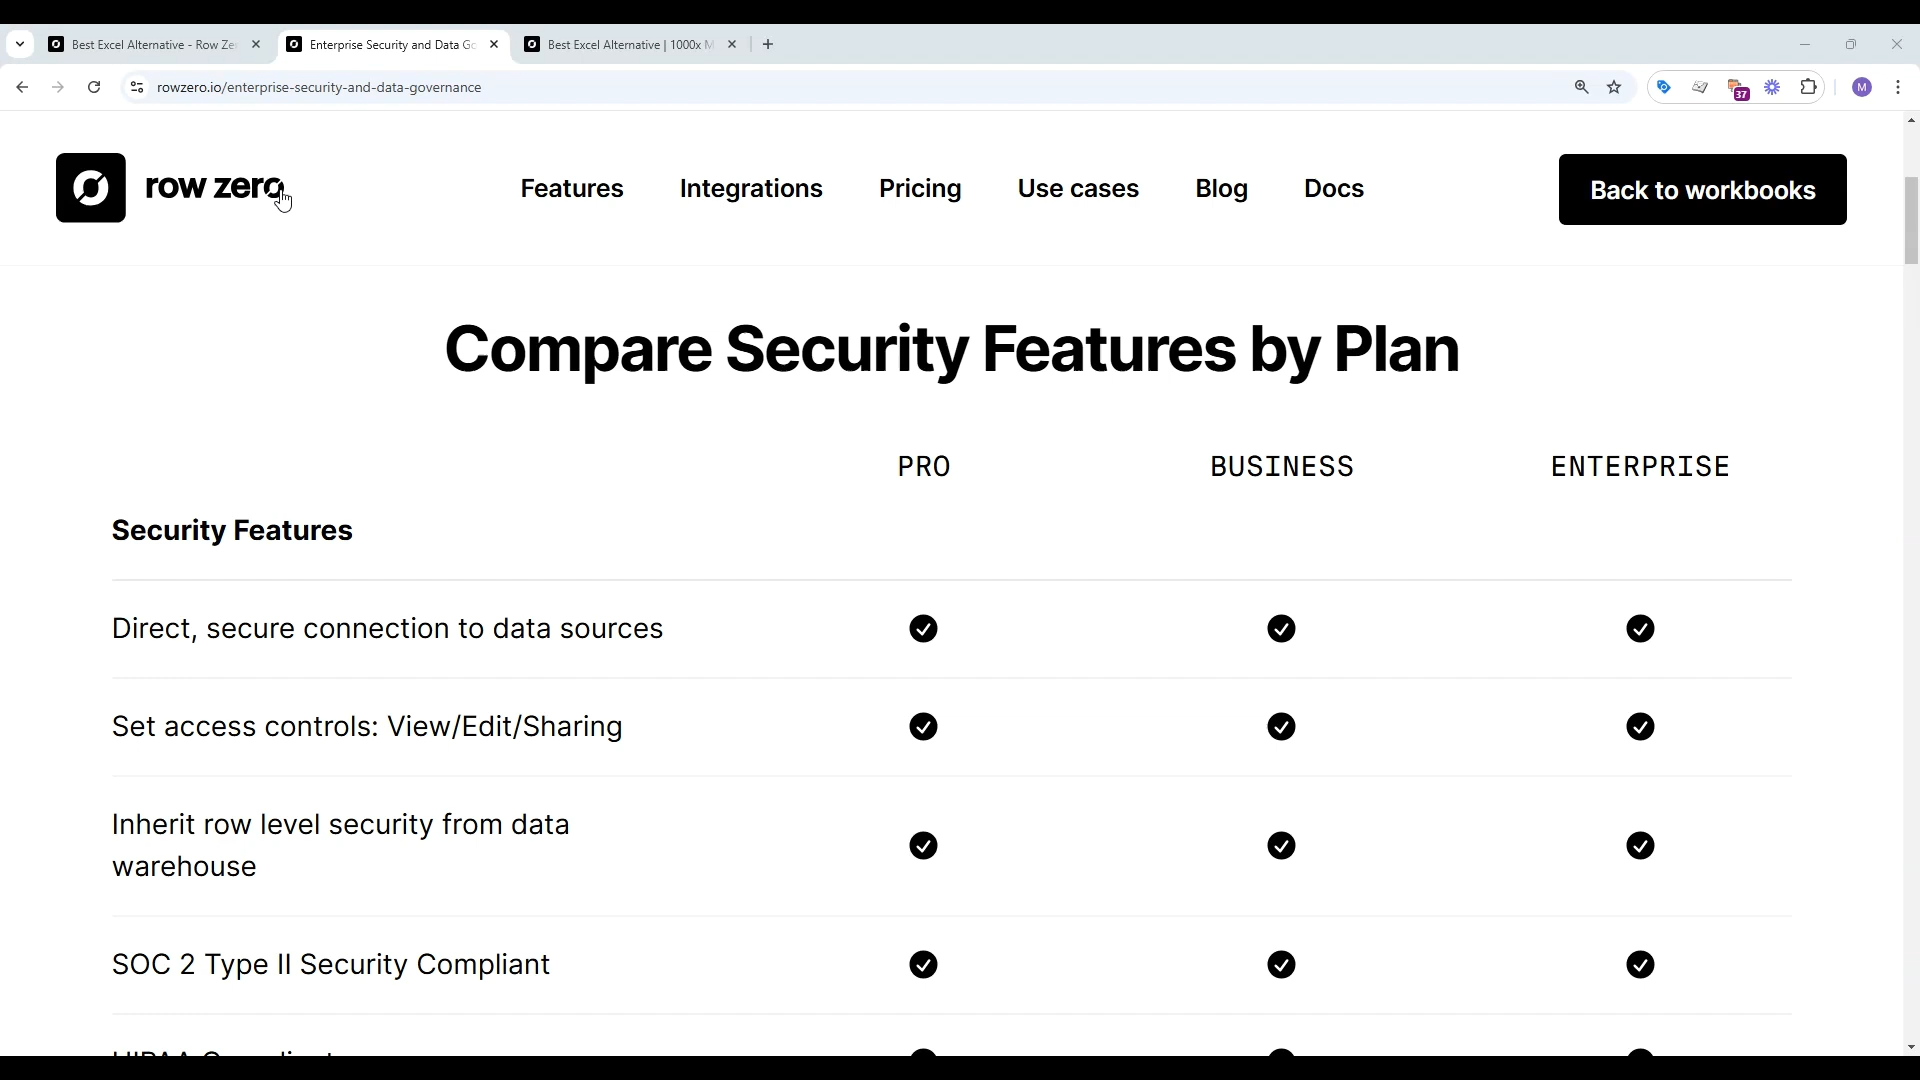 Best Excel Alternative - Row Ze
Enterprise Security and Data Go
Best Excel Alternative | 1000x M
rowzero.io/enterprise-security-and-data-governance
37
M
row zero
Features
Integrations
Pricing
Use cases
Blog
Docs
Back to workbooks
Compare Security Features by Plan
PRO
BUSINESS
ENTERPRISE
Security Features
Direct, secure connection to data sources
Set access controls: View/Edit/Sharing
Inherit row level security from data
warehouse
SOC 2 Type II Security Compliant